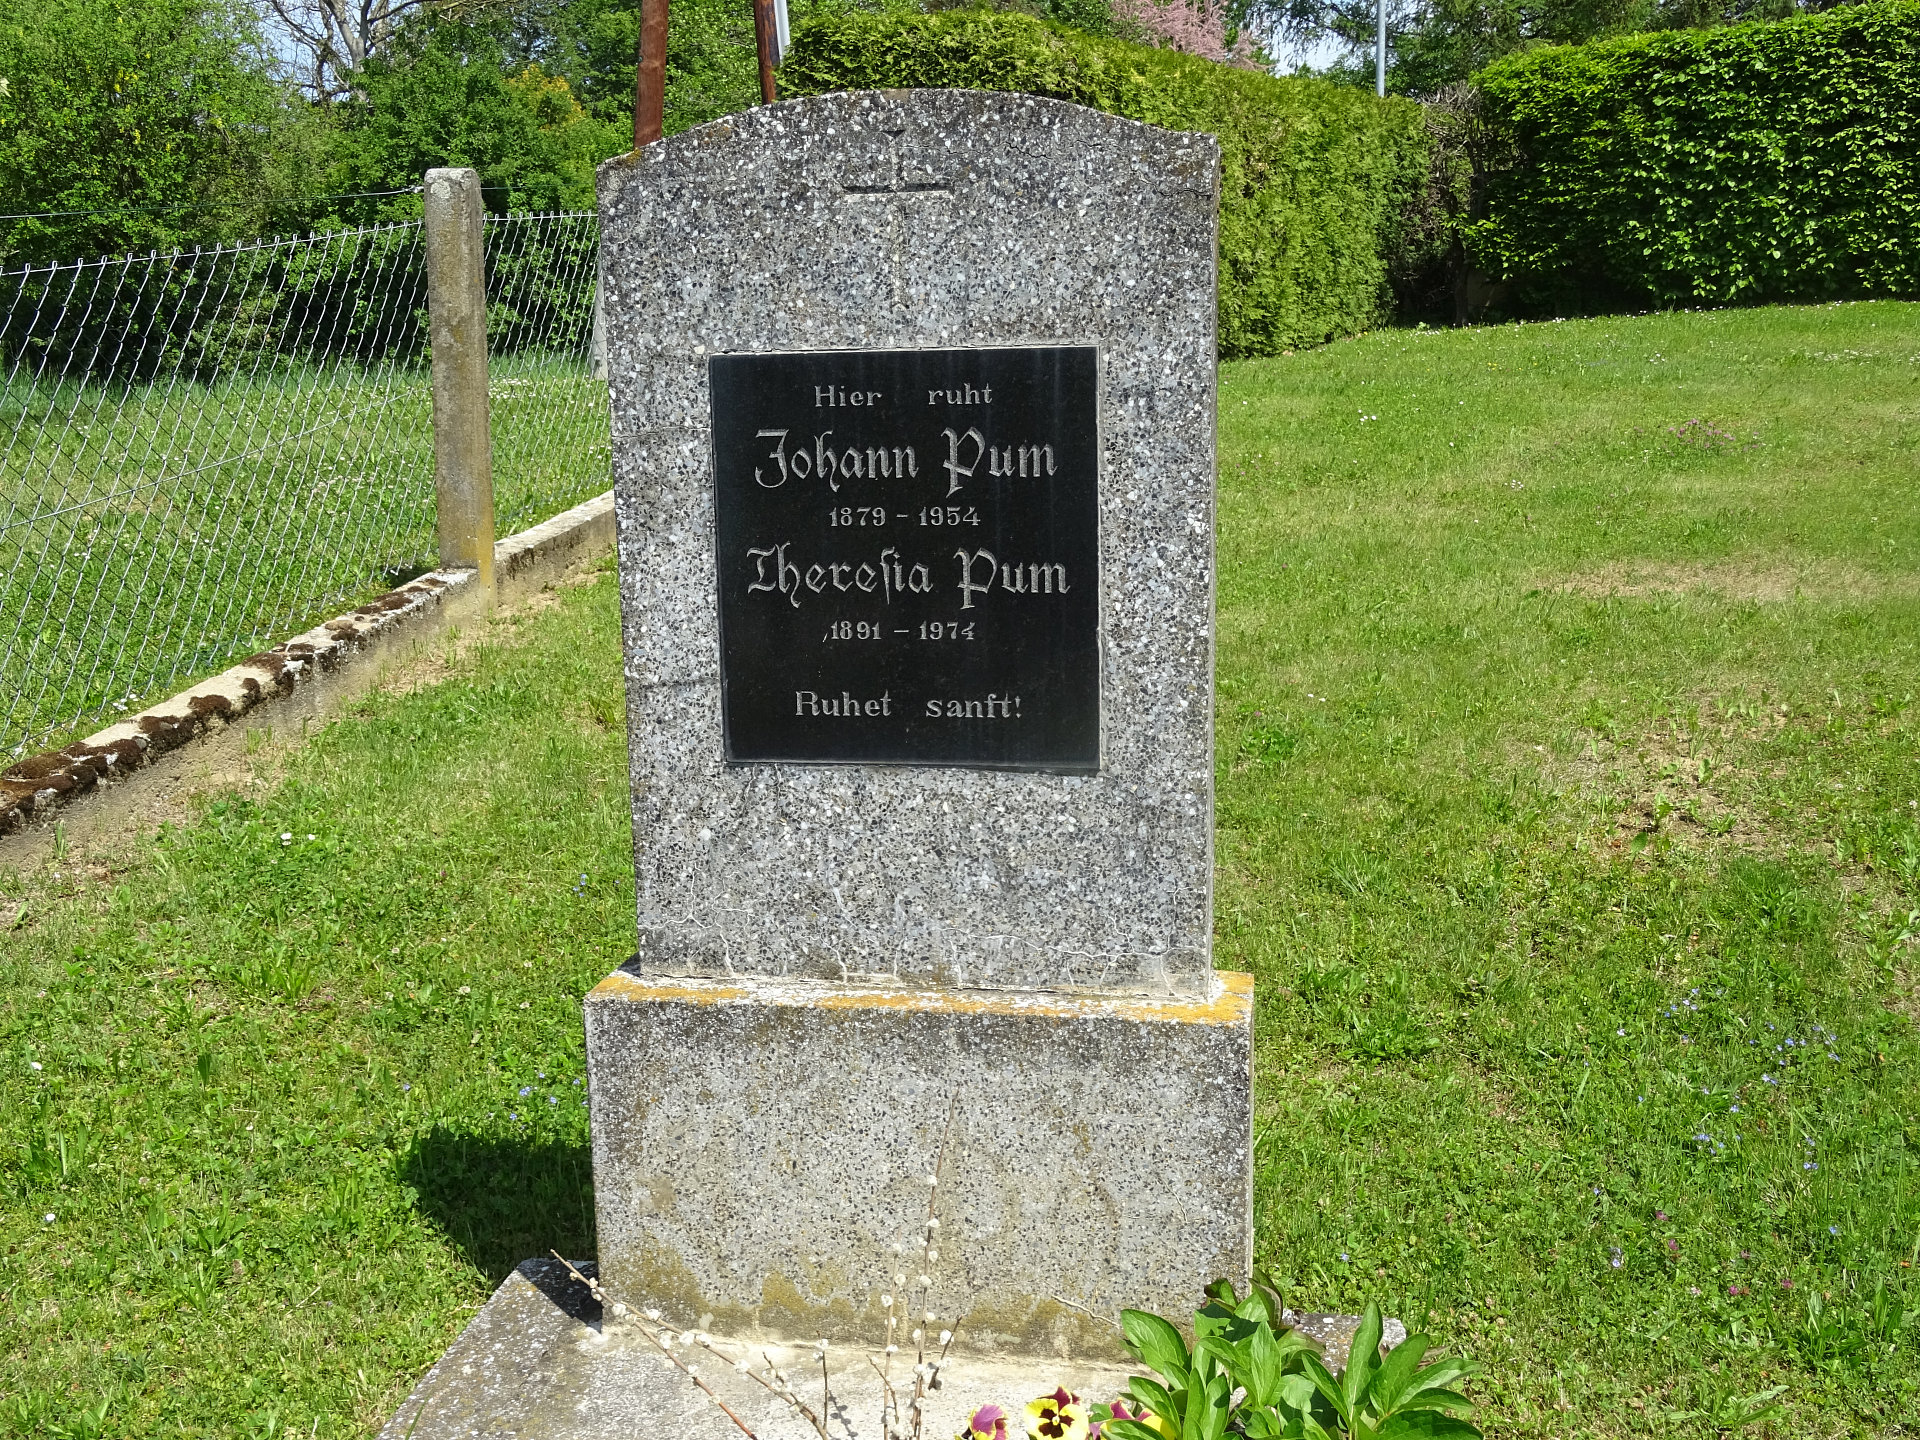 Hier ruht
Johann Pum
1879 - 1954
Thereſia Pum
1891 - 1974
Ruhet sanft!